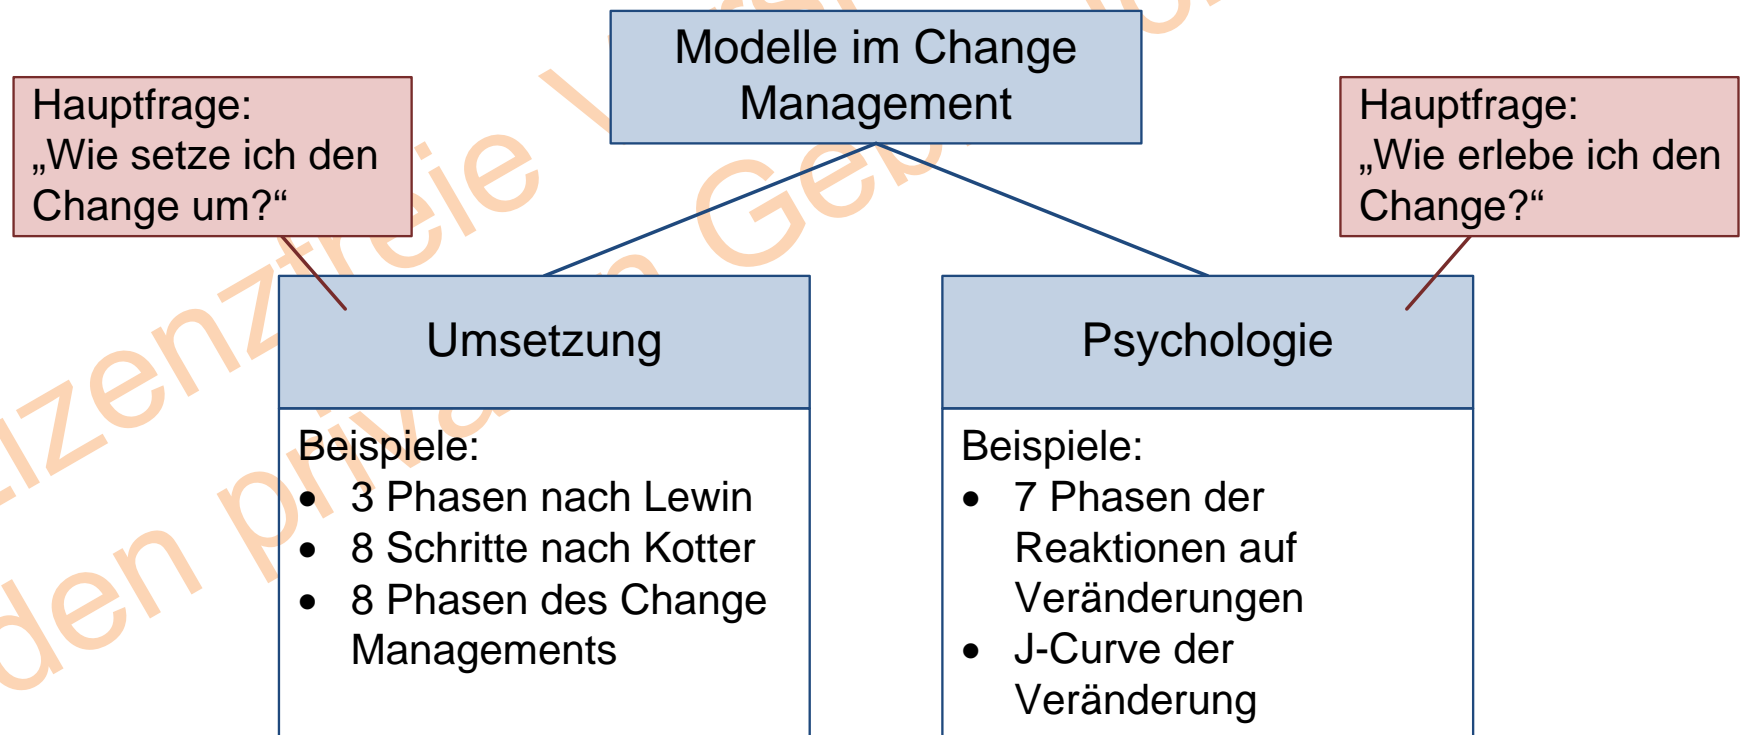 Modelle im Change
Management
Hauptfrage:
„Wie setze ich den
Change um?“
Hauptfrage:
„Wie erlebe ich den
Change?“
Umsetzung
Beispiele:
• 3 Phasen nach Lewin
• 8 Schritte nach Kotter
• 8 Phasen des Change
Managements
Psychologie
Beispiele:
• 7 Phasen der
Reaktionen auf
Veränderungen
• J-Curve der
Veränderung
den